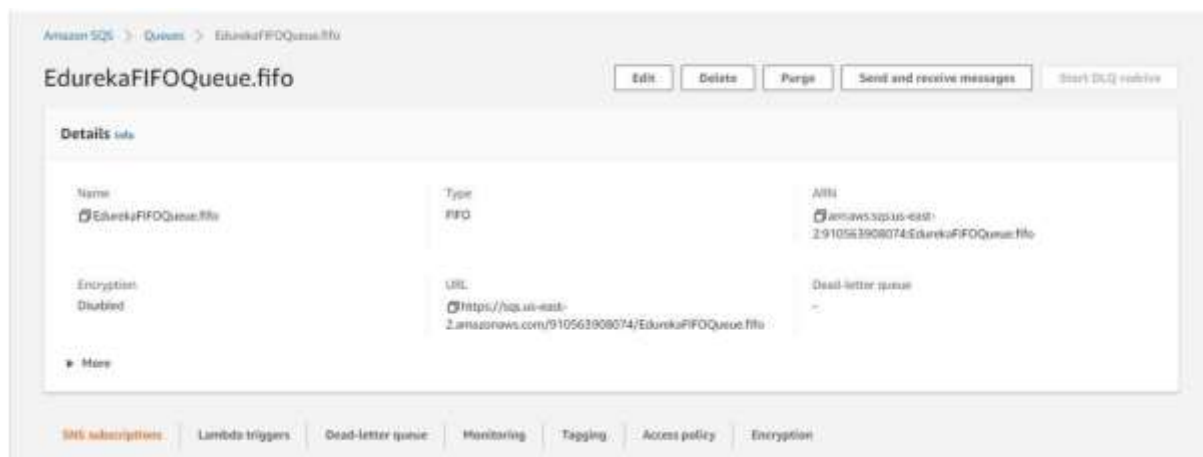 Amazon SQS > Queues > EdurekaFIFOQueue.fifo
EdurekaFIFOQueue.fifo
Edit
Delete
Purge
Send and receive messages
Start DLQ redrive
Details Info
Name
EdurekaFIFOQueue.fifo
Type
FIFO
ARN
arn:aws:sqs:us-east-
2:910563908074:EdurekaFIFOQueue.fifo
Encryption
Disabled
URL
https://sqs.us-east-
2.amazonaws.com/910563908074/EdurekaFIFOQueue.fifo
Dead-letter queue
-
More
SNS subscriptions
Lambda triggers
Dead-letter queue
Monitoring
Tagging
Access policy
Encryption